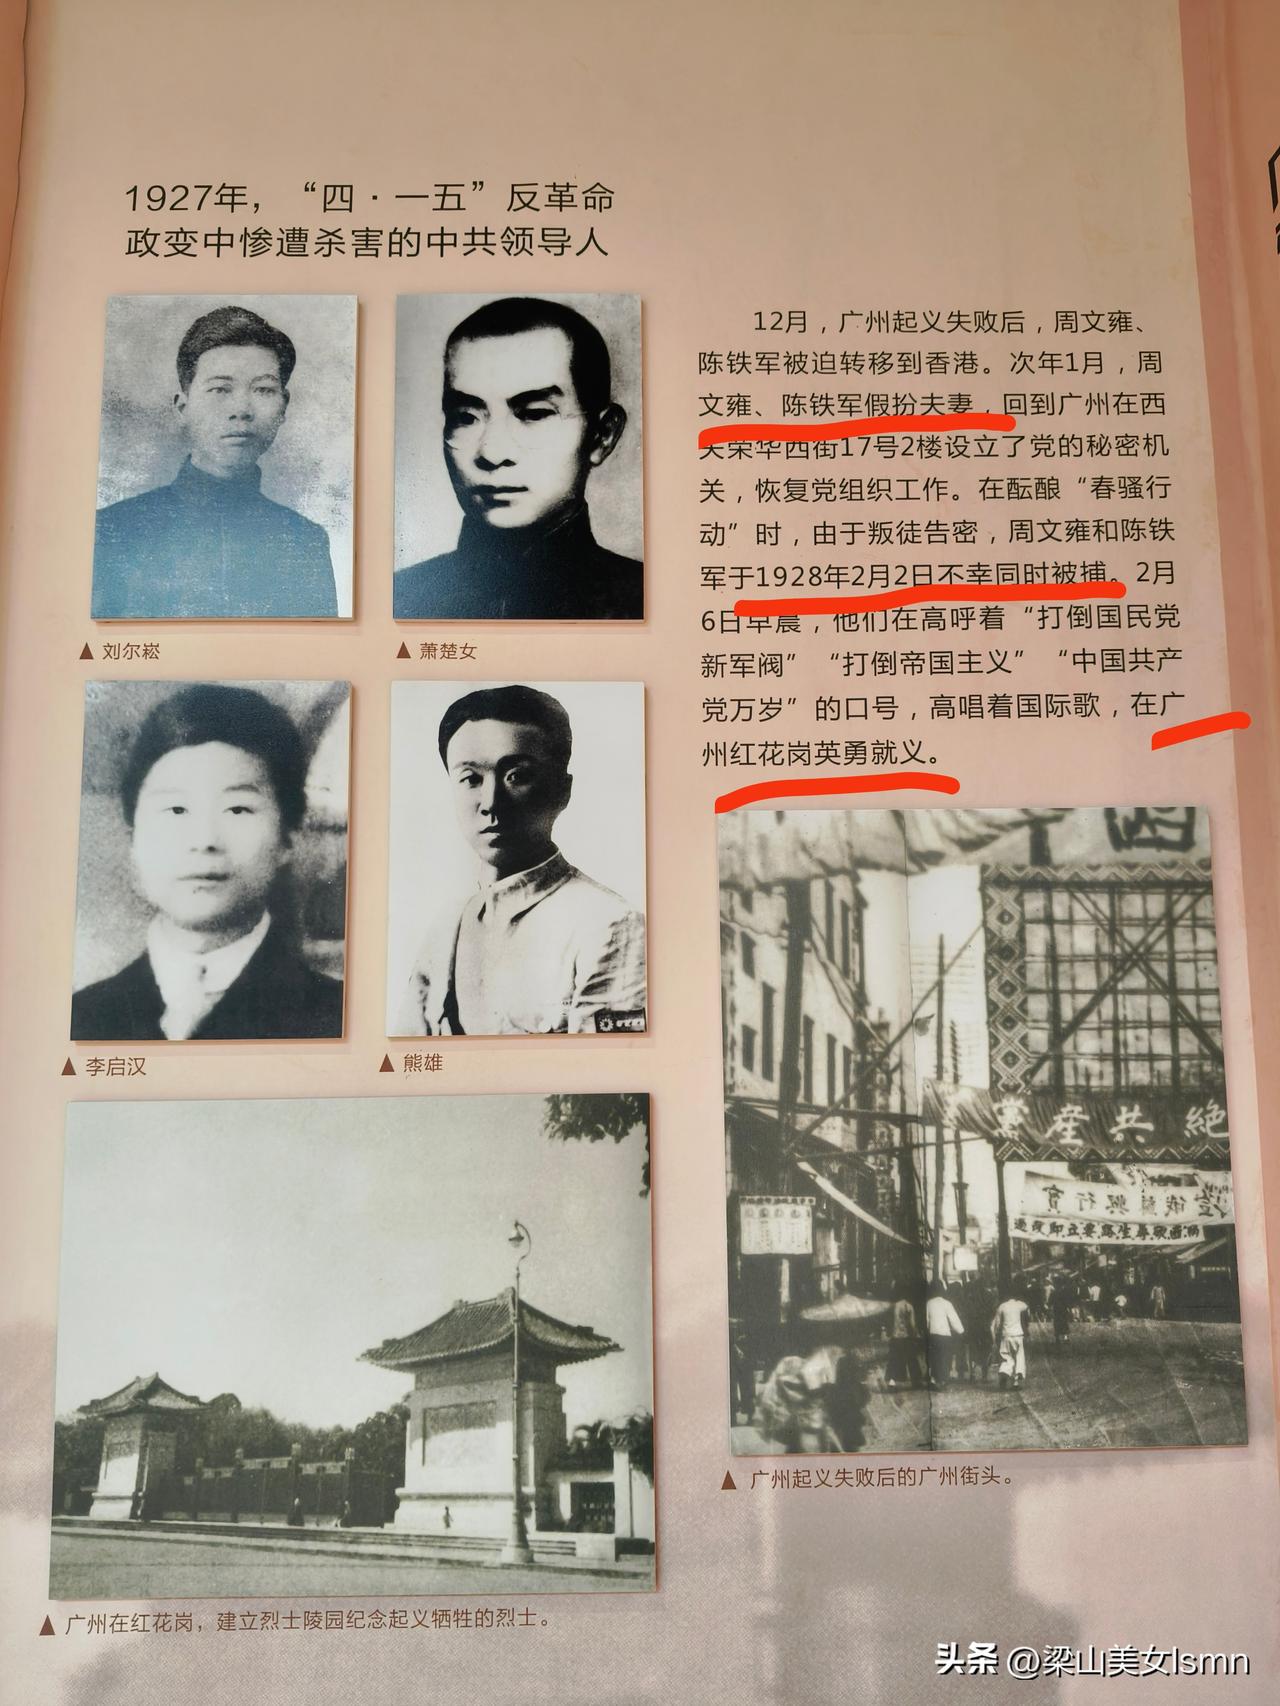 1927年，“四·一五”反革命
政变中惨遭杀害的中共领导人
▲ 刘尔崧
▲ 萧楚女
▲ 李启汉
▲ 熊雄
▲ 广州在红花岗，建立烈士陵园纪念起义牺牲的烈士。
12月，广州起义失败后，周文雍、
陈铁军被迫转移到香港。次年1月，周
文雍、陈铁军假扮夫妻，回到广州在西
关荣华西街17号2楼设立了党的秘密机
关，恢复党组织工作。在酝酿“春骚行
动”时，由于叛徒告密，周文雍和陈铁
军于1928年2月2日不幸同时被捕。2月
6日早晨，他们在高呼着“打倒国民党
新军阀”“打倒帝国主义”“中国共产
党万岁”的口号，高唱着国际歌，在广
州红花岗英勇就义。
黨產共絕
▲ 广州起义失败后的广州街头。
头条 @梁山美女lsmn